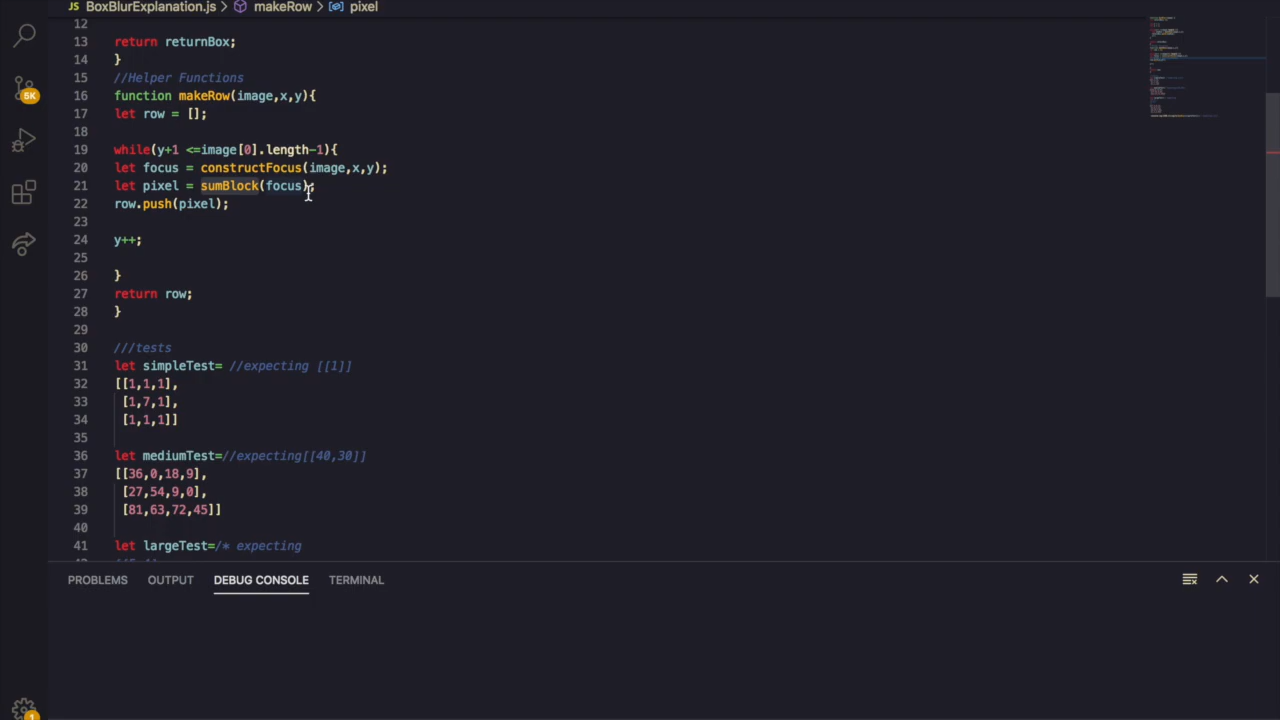 JS BoxBlurExplanation.js > makeRow > pixel
12
13 return returnBox;
14 }
15 //Helper Functions
16 function makeRow(image,x,y){
17 let row = [];
18
19 while(y+1 <=image[0].length-1){
20 let focus = constructFocus(image,x,y);
21 let pixel = sumBlock(focus);
22 row.push(pixel);
23
24 y++;
25
26 }
27 return row;
28 }
29
30 ///tests
31 let simpleTest= //expecting [[1]]
32 [[1,1,1],
33 [1,7,1],
34 [1,1,1]]
35
36 let mediumTest=//expecting[[40,30]]
37 [[36,0,18,9],
38 [27,54,9,0],
39 [81,63,72,45]]
40
41 let largeTest=/* expecting
5K
PROBLEMS OUTPUT DEBUG CONSOLE TERMINAL
1